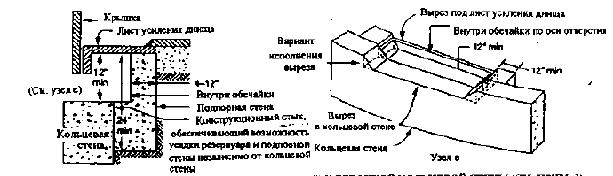 Крышка
Лист усиления днища
12"
min
(См. узел с)
Кольцевая
стена
24"
min
6–12"
Внутри обечайки
Подпорная стена
Конструкционный стык,
обеспечивающий возможность
усадки резервуара и подпорной
стены независимо от кольцевой
стены
Вырез под лист усиления днища
Внутри обечайки по оси отверстия
Вариант
исполнения
выреза
12"
min
12" min
Вырез
в кольцевой стене
Кольцевая стена
Узел с